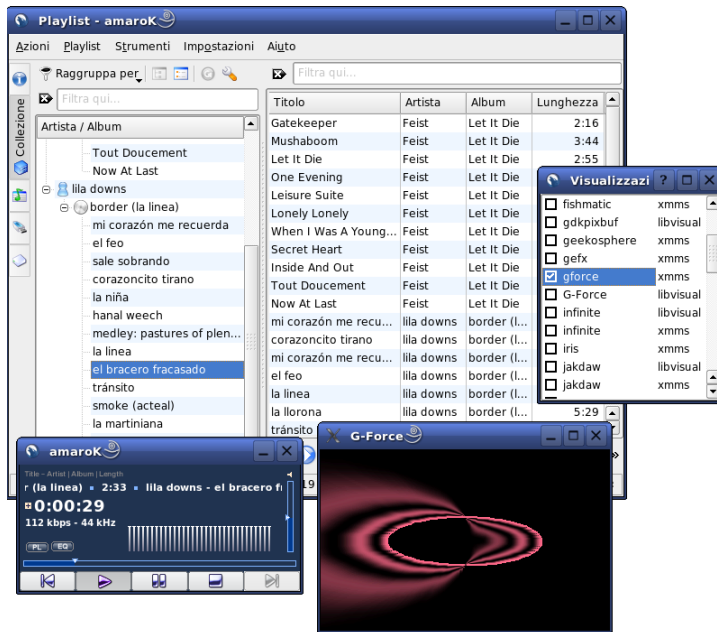 Playlist - amaroK
Azioni Playlist Strumenti Impostazioni Aiuto
Raggruppa per
Filtra qui...
Filtra qui...
Collezione
Artista / Album
Tout Doucement
Now At Last
lila downs
border (la linea)
mi corazón me recuerda
el feo
sale sobrando
corazoncito tirano
la niña
hanal weech
medley: pastures of plen...
la linea
el bracero fracasado
tránsito
smoke (acteal)
la martiniana
Titolo Artista Album Lunghezza
Gatekeeper Feist Let It Die 2:16
Mushaboom Feist Let It Die 3:44
Let It Die Feist Let It Die 2:55
One Evening Feist Let It Die
Leisure Suite Feist Let It Die
Lonely Lonely Feist Let It Die
When I Was A Young... Feist Let It Die
Secret Heart Feist Let It Die
Inside And Out Feist Let It Die
Tout Doucement Feist Let It Die
Now At Last Feist Let It Die
mi corazón me recu... lila downs border (l...
corazoncito tirano lila downs border (l...
mi corazón me recu... lila downs border (l...
el feo lila downs border (l...
la linea lila downs border (l...
la llorona lila downs border (l... 5:29
tránsito
19
Visualizzazi ?
fishmatic xmms
gdkpixbuf libvisual
geekosphere xmms
gefx xmms
gforce xmms
G-Force libvisual
infinite libvisual
infinite xmms
iris xmms
jakdaw libvisual
jakdaw xmms
amaroK
Title - Artist | Album | Length
r (la linea) 2:33 lila downs - el bracero fr
0:00:29
112 kbps - 44 kHz
PL EQ
G-Force